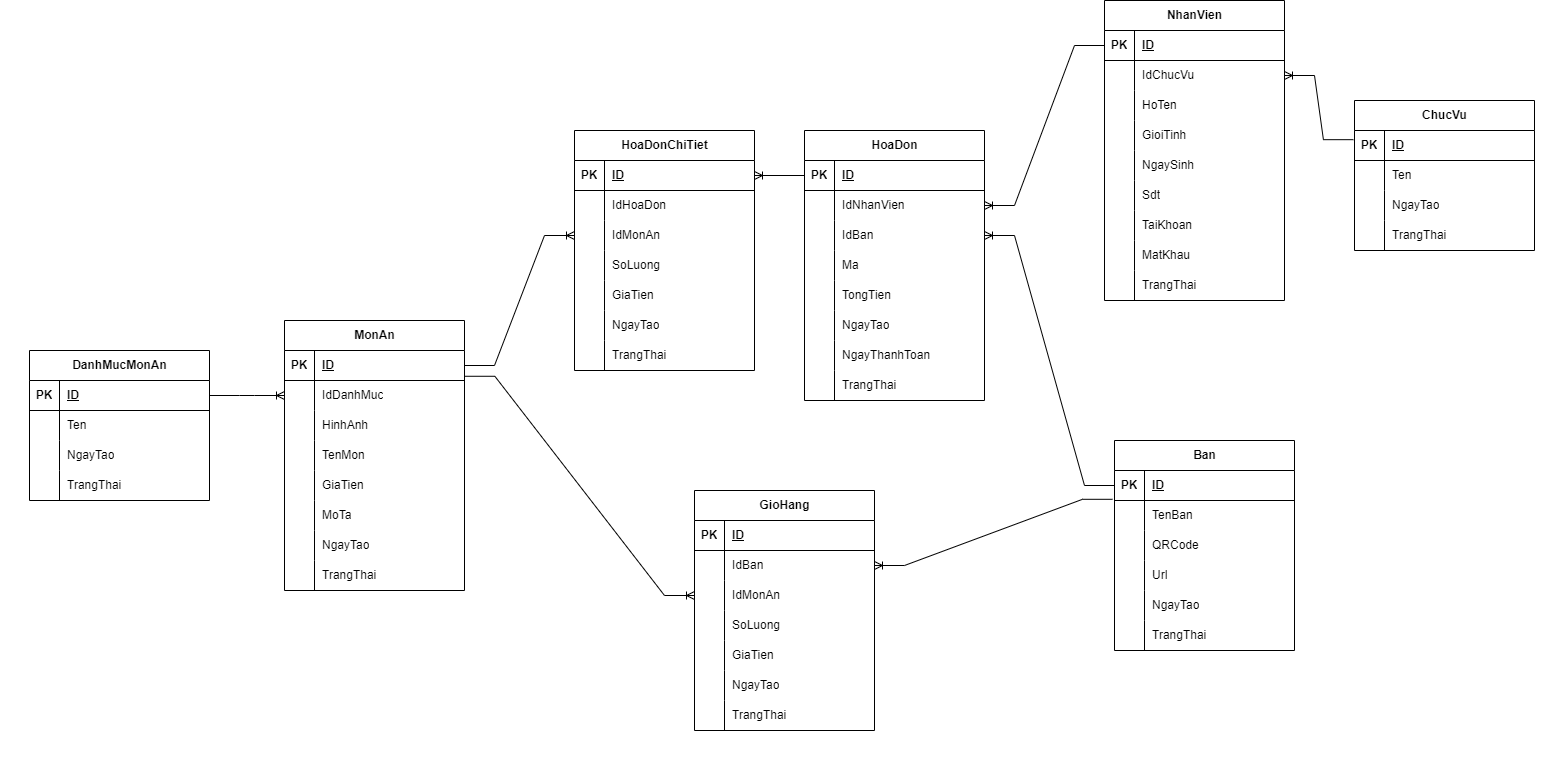 NhanVien
PK ID
IdChucVu
HoTen
GioiTinh
NgaySinh
Sdt
TaiKhoan
MatKhau
TrangThai
ChucVu
PK ID
Ten
NgayTao
TrangThai
HoaDonChiTiet
PK ID
IdHoaDon
IdMonAn
SoLuong
GiaTien
NgayTao
TrangThai
HoaDon
PK ID
IdNhanVien
IdBan
Ma
TongTien
NgayTao
NgayThanhToan
TrangThai
MonAn
PK ID
IdDanhMuc
HinhAnh
TenMon
GiaTien
MoTa
NgayTao
TrangThai
DanhMucMonAn
PK ID
Ten
NgayTao
TrangThai
Ban
PK ID
TenBan
QRCode
Url
NgayTao
TrangThai
GioHang
PK ID
IdBan
IdMonAn
SoLuong
GiaTien
NgayTao
TrangThai